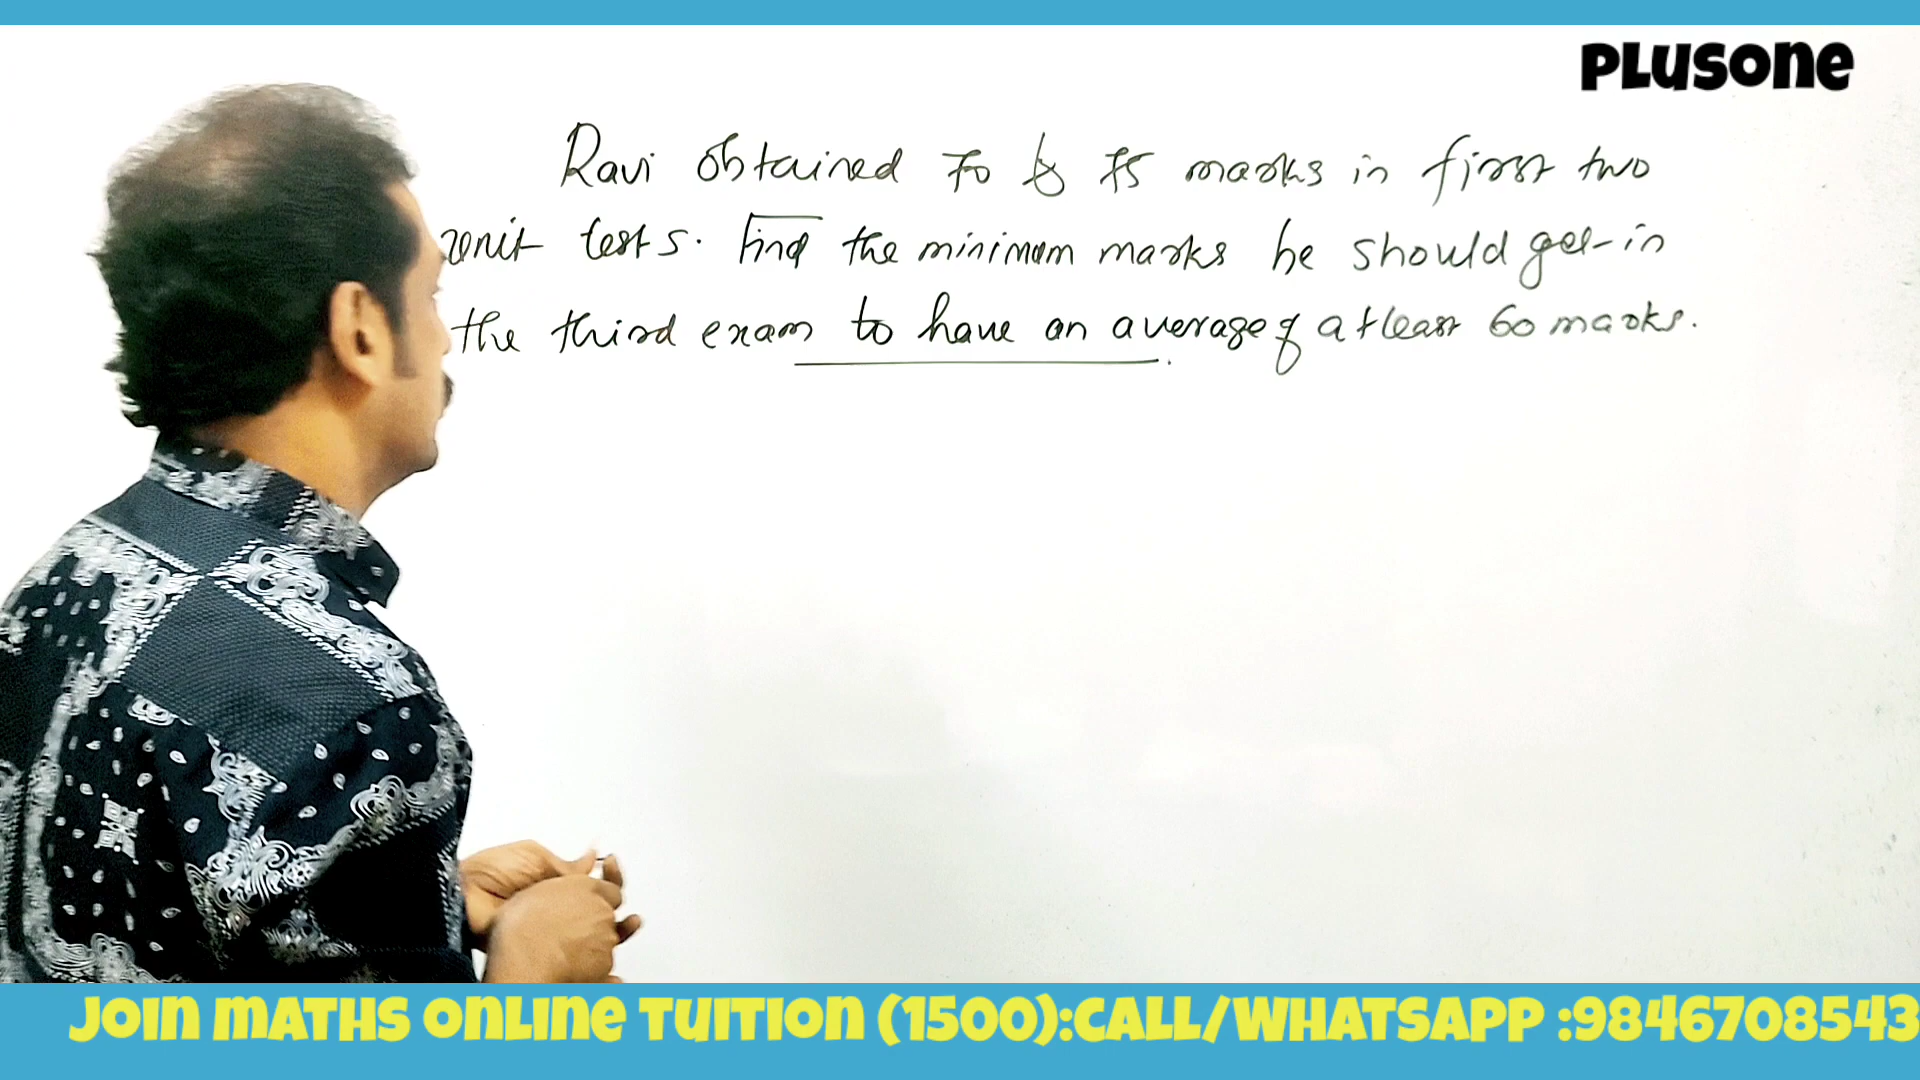 PLUSONE
Ravi obtained 70 & 75 marks in first two
unit tests. Find the minimum marks he should get in
the third exam to have an average of atleast 60 marks.
JOIN MATHS ONLINE TUITION (1500):CALL/WHATSAPP :9846708543